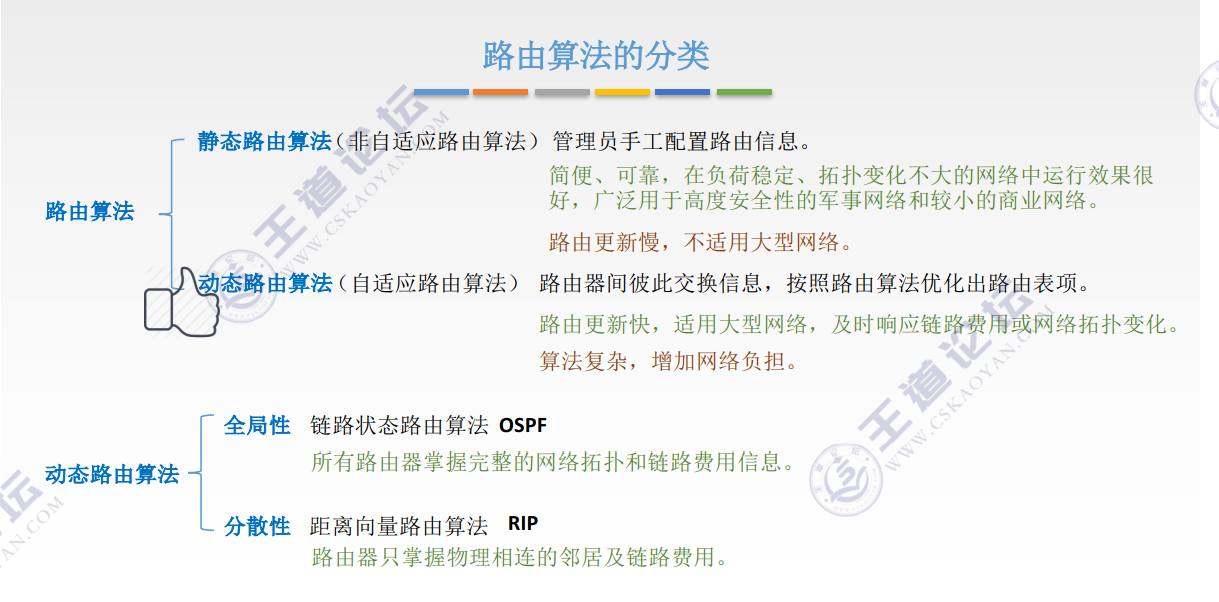 路由算法的分类
静态路由算法（非自适应路由算法）管理员手工配置路由信息。
简便、可靠，在负荷稳定、拓扑变化不大的网络中运行效果很
好，广泛用于高度安全性的军事网络和较小的商业网络。
路由算法
路由更新慢，不适用大型网络。
动态路由算法（自适应路由算法） 路由器间彼此交换信息，按照路由算法优化出路由表项。
路由更新快，适用大型网络，及时响应链路费用或网络拓扑变化。
算法复杂，增加网络负担。
全局性 链路状态路由算法 OSPF
所有路由器掌握完整的网络拓扑和链路费用信息。
动态路由算法
分散性 距离向量路由算法 RIP
路由器只掌握物理相连的邻居及链路费用。
王道论坛
WWW.CSKAOYAN.COM
王道论坛
WWW.CSKAOYAN.COM
坛
AN.COM